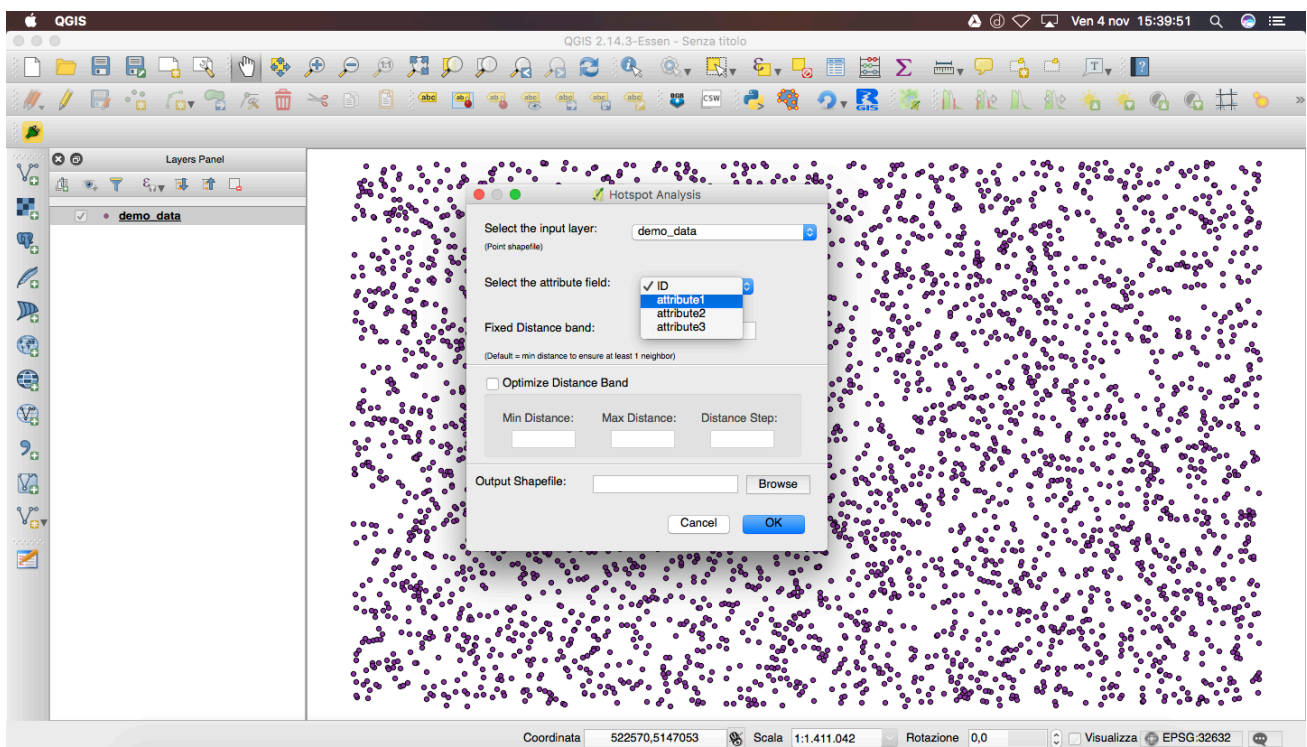 QGIS
Ven 4 nov 15:39:51
QGIS 2.14.3-Essen - Senza titolo
Layers Panel
demo_data
Hotspot Analysis
Select the input layer:
demo_data
(Point shapefile)
Select the attribute field:
✓ ID
attribute1
attribute2
attribute3
Fixed Distance band:
(Default = min distance to ensure at least 1 neighbor)
Optimize Distance Band
Min Distance:
Max Distance:
Distance Step:
Output Shapefile:
Browse
Cancel
OK
Coordinata
522570,5147053
Scala
1:1.411.042
Rotazione
0,0
Visualizza
EPSG:32632